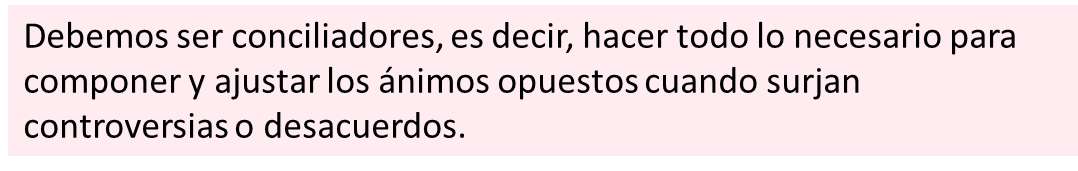 Debemos ser conciliadores, es decir, hacer todo lo necesario para
componer y ajustar los ánimos opuestos cuando surjan
controversias o desacuerdos.